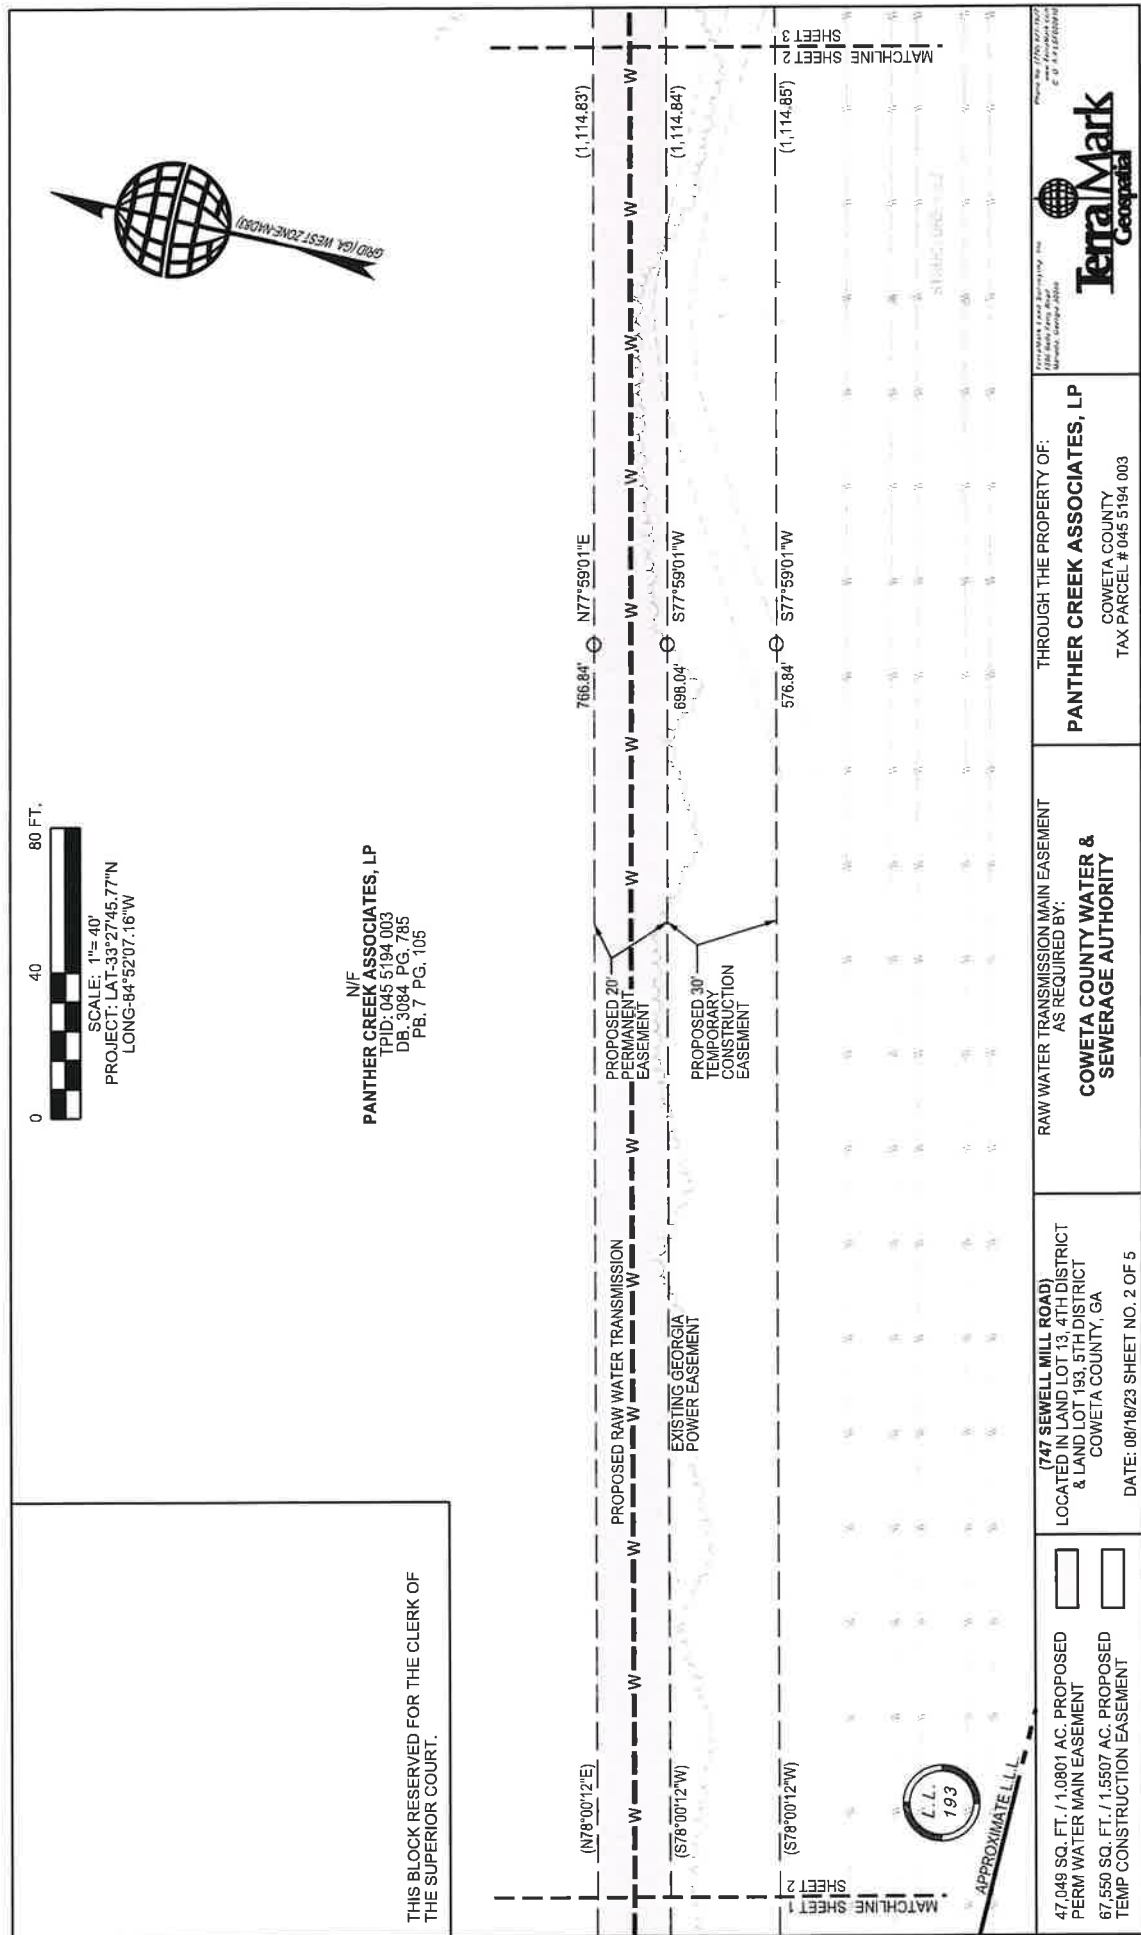 THIS BLOCK RESERVED FOR THE CLERK OF
THE SUPERIOR COURT.
0 40 80 FT.
SCALE: 1"= 40'
PROJECT: LAT-33°27'45.77"N
LONG-84°52'07.16"W
N/F
PANTHER CREEK ASSOCIATES, LP
TPID: 045 5194 003
DB. 3084 PG. 785
PB. 7 PG. 105
GRID (GA. WEST ZONE-NAD83)
(N78°00'12"E)
766.84'
N77°59'01"E
(1,114.83')
PROPOSED RAW WATER TRANSMISSION
W W W W W W W W W W W W W
PROPOSED 20'
PERMANENT
EASEMENT
(S78°00'12"W)
EXISTING GEORGIA
POWER EASEMENT
698.04'
S77°59'01"W
(1,114.84')
PROPOSED 30'
TEMPORARY
CONSTRUCTION
EASEMENT
(S78°00'12"W)
576.84'
S77°59'01"W
(1,114.85')
MATCHLINE SHEET 1
SHEET 2
MATCHLINE SHEET 2
SHEET 3
L.L.
193
APPROXIMATE L.L.L.
47,049 SQ. FT. / 1.0801 AC. PROPOSED
PERM WATER MAIN EASEMENT
67,550 SQ. FT. / 1.5507 AC. PROPOSED
TEMP CONSTRUCTION EASEMENT
(747 SEWELL MILL ROAD)
LOCATED IN LAND LOT 13, 4TH DISTRICT
& LAND LOT 193, 5TH DISTRICT
COWETA COUNTY, GA
DATE: 08/18/23 SHEET NO. 2 OF 5
RAW WATER TRANSMISSION MAIN EASEMENT
AS REQUIRED BY:
COWETA COUNTY WATER &
SEWERAGE AUTHORITY
THROUGH THE PROPERTY OF:
PANTHER CREEK ASSOCIATES, LP
COWETA COUNTY
TAX PARCEL # 045 5194 003
TerraMark Land Surveying, Inc.
Marietta, Georgia
TerraMark
Geospatial